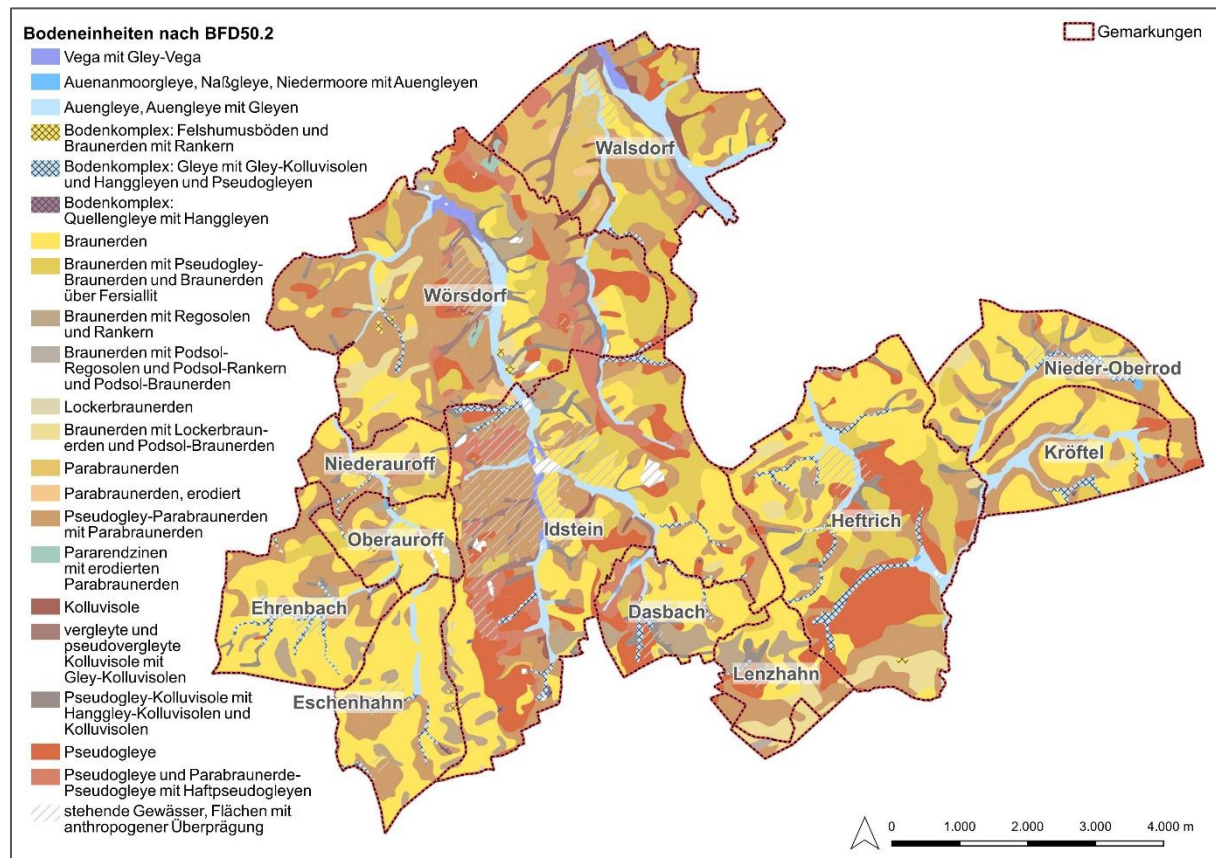 Bodeneinheiten nach BFD50.2
Vega mit Gley-Vega
Auenanmoorgleye, Naßgleye, Niedermoore mit Auengleyen
Auengleye, Auengleye mit Gleyen
Bodenkomplex: Felshumusböden und
Braunerden mit Rankern
Bodenkomplex: Gleye mit Gley-Kolluvisolen
und Hanggleyen und Pseudogleyen
Bodenkomplex:
Quellengleye mit Hanggleyen
Braunerden
Braunerden mit Pseudogley-
Braunerden und Braunerden
über Fersiallit
Braunerden mit Regosolen
und Rankern
Braunerden mit Podsol-
Regosolen und Podsol-Rankern
und Podsol-Braunerden
Lockerbraunerden
Braunerden mit Lockerbraun-
erden und Podsol-Braunerden
Parabraunerden
Parabraunerden, erodiert
Pseudogley-Parabraunerden
mit Parabraunerden
Pararendzinen
mit erodierten
Parabraunerden
Kolluvisole
vergleyte und
pseudovergleyte
Kolluvisole mit
Gley-Kolluvisolen
Pseudogley-Kolluvisole mit
Hanggley-Kolluvisolen und
Kolluvisolen
Pseudogleye
Pseudogleye und Parabraunerde-
Pseudogleye mit Haftpseudogleyen
stehende Gewässer, Flächen mit
anthropogener Überprägung
Gemarkungen
Walsdorf
Wörsdorf
Nieder-Oberrod
Kröftel
Niederauroff
Heftrich
Idstein
Oberauroff
Ehrenbach
Dasbach
Lenzhahn
Eschenhahn
0 1.000 2.000 3.000 4.000 m